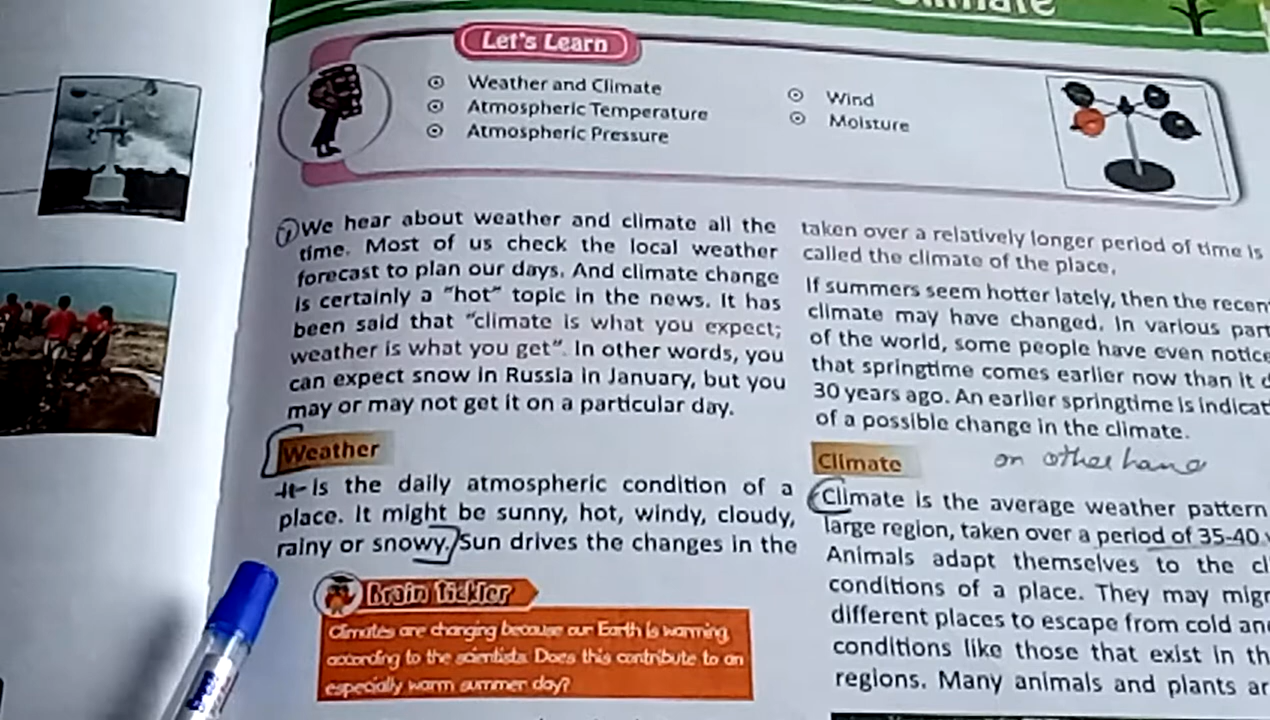 Climate
Let's Learn
Weather and Climate
Atmospheric Temperature
Atmospheric Pressure
Wind
Moisture
We hear about weather and climate all the
time. Most of us check the local weather
forecast to plan our days. And climate change
is certainly a "hot" topic in the news. It has
been said that "climate is what you expect;
weather is what you get". In other words, you
can expect snow in Russia in January, but you
may or may not get it on a particular day.
Weather
It is the daily atmospheric condition of a
place. It might be sunny, hot, windy, cloudy,
rainy or snowy. Sun drives the changes in the
Brain Tickler
Climates are changing because our Earth is warming,
according to the scientists. Does this contribute to an
especially warm summer day?
taken over a relatively longer period of time is
called the climate of the place.
If summers seem hotter lately, then the recen
climate may have changed. In various part
of the world, some people have even notice
that springtime comes earlier now than it d
30 years ago. An earlier springtime is indicat
of a possible change in the climate.
Climate on other hand
Climate is the average weather pattern
large region, taken over a period of 35-40
Animals adapt themselves to the cl
conditions of a place. They may migr
different places to escape from cold an
conditions like those that exist in th
regions. Many animals and plants ar